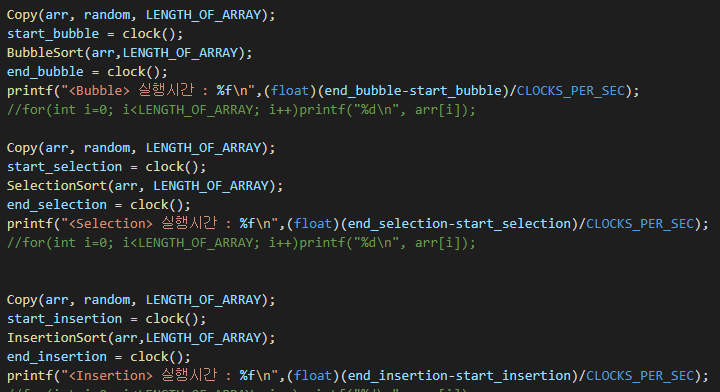 Copy(arr, random, LENGTH_OF_ARRAY);
start_bubble = clock();
BubbleSort(arr,LENGTH_OF_ARRAY);
end_bubble = clock();
printf("<Bubble> 실행시간 : %f\n",(float)(end_bubble-start_bubble)/CLOCKS_PER_SEC);
//for(int i=0; i<LENGTH_OF_ARRAY; i++)printf("%d\n", arr[i]);
Copy(arr, random, LENGTH_OF_ARRAY);
start_selection = clock();
SelectionSort(arr, LENGTH_OF_ARRAY);
end_selection = clock();
printf("<Selection> 실행시간 : %f\n",(float)(end_selection-start_selection)/CLOCKS_PER_SEC);
//for(int i=0; i<LENGTH_OF_ARRAY; i++)printf("%d\n", arr[i]);
Copy(arr, random, LENGTH_OF_ARRAY);
start_insertion = clock();
InsertionSort(arr,LENGTH_OF_ARRAY);
end_insertion = clock();
printf("<Insertion> 실행시간 : %f\n",(float)(end_insertion-start_insertion)/CLOCKS_PER_SEC);